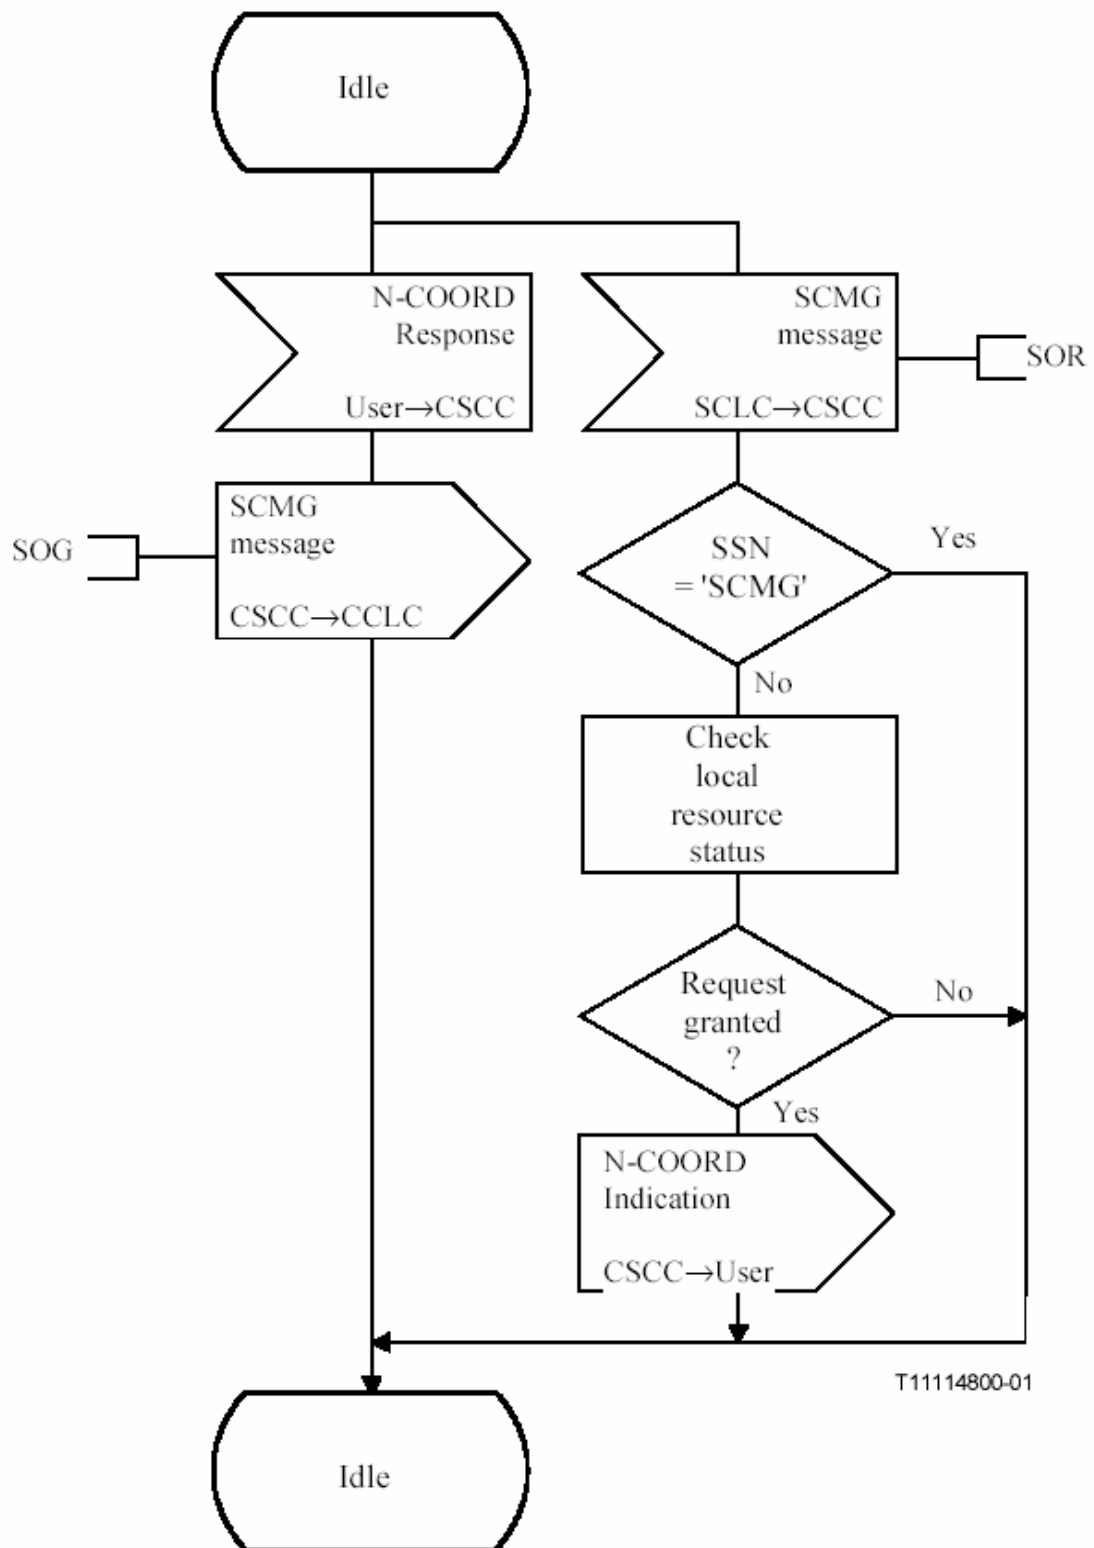 Idle
N-COORD
Response
User→CSCC
SCMG
message
SCLC→CSCC
SOR
SOG
SCMG
message
CSCC→CCLC
SSN
= 'SCMG'
Yes
No
Check
local
resource
status
Request
granted
?
No
Yes
N-COORD
Indication
CSCC→User
T11114800-01
Idle